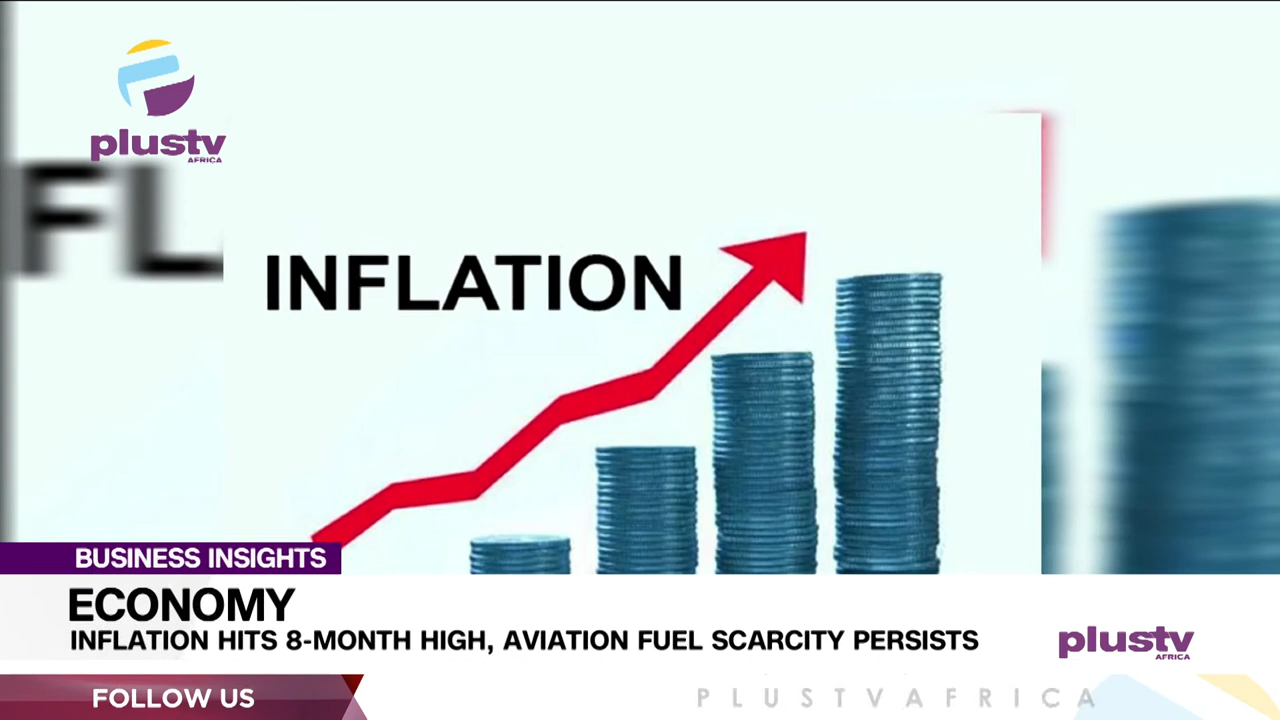 plustv
AFRICA
FL
INFLATION
BUSINESS INSIGHTS
ECONOMY
INFLATION HITS 8-MONTH HIGH, AVIATION FUEL SCARCITY PERSISTS
plustv
AFRICA
FOLLOW US
PLUSTVAFRICA